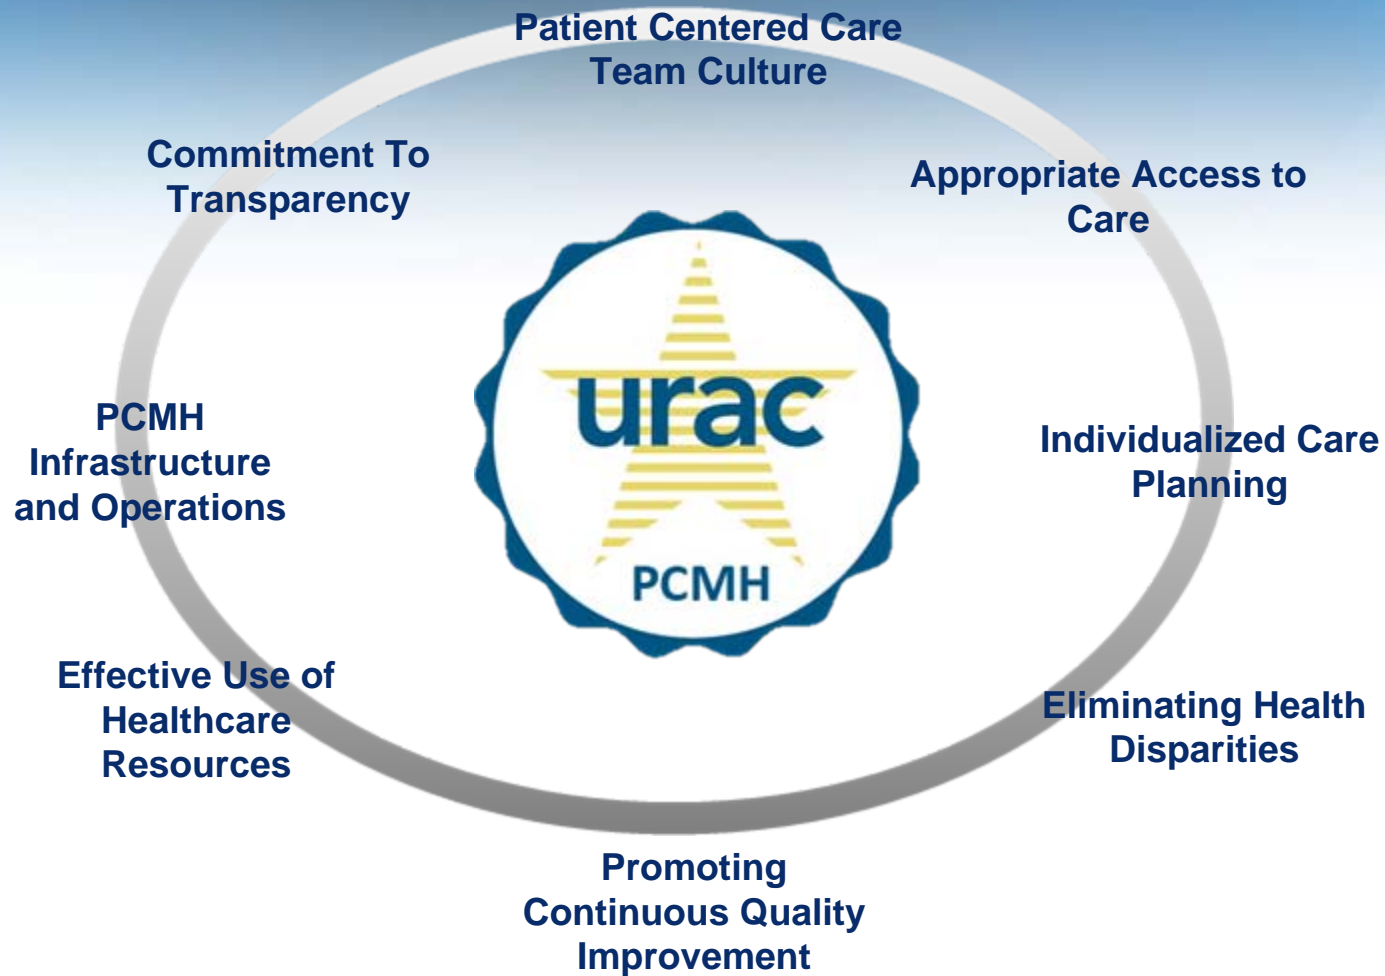 Patient Centered Care
Team Culture
Commitment To
Transparency
Appropriate Access to
Care
urac
PCMH
PCMH
Infrastructure
and Operations
Individualized Care
Planning
Effective Use of
Healthcare
Resources
Eliminating Health
Disparities
Promoting
Continuous Quality
Improvement